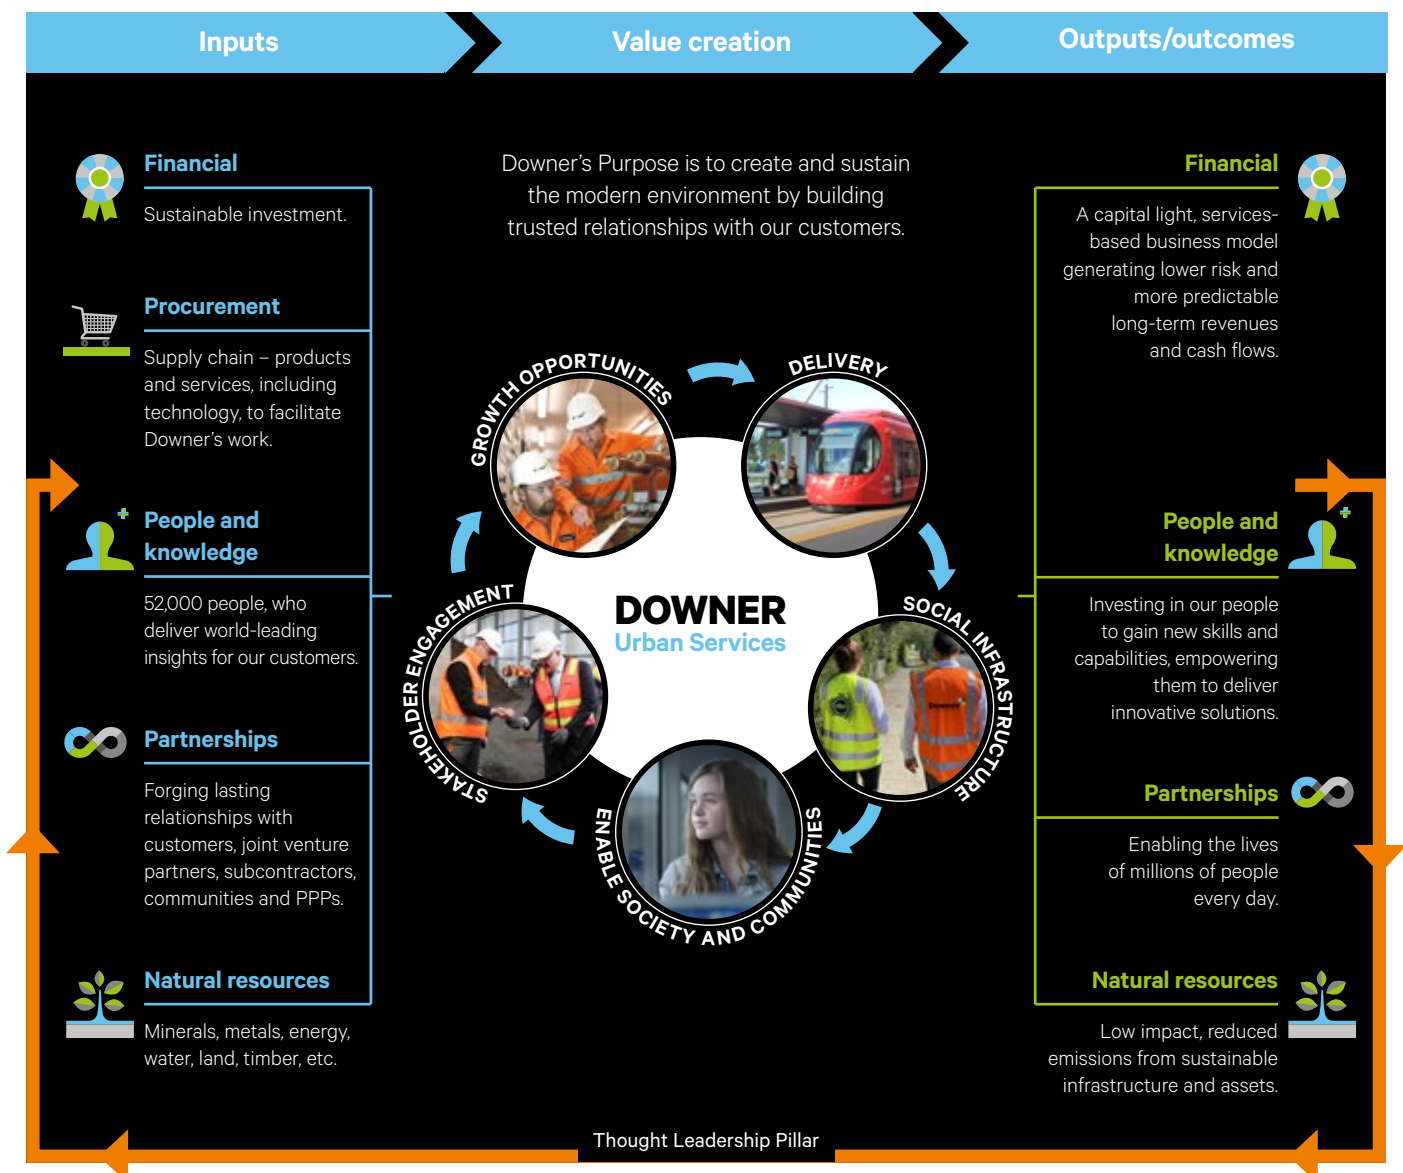 Inputs
Value creation
Outputs/outcomes
Financial
Sustainable investment.
Procurement
Supply chain – products
and services, including
technology, to facilitate
Downer's work.
People and
knowledge
52,000 people, who
deliver world-leading
insights for our customers.
Partnerships
Forging lasting
relationships with
customers, joint venture
partners, subcontractors,
communities and PPPs.
Natural resources
Minerals, metals, energy,
water, land, timber, etc.
Downer's Purpose is to create and sustain
the modern environment by building
trusted relationships with our customers.
GROWTH OPPORTUNITIES
DELIVERY
SOCIAL INFRASTRUCTURE
ENABLE SOCIETY AND COMMUNITIES
STAKEHOLDER ENGAGEMENT
DOWNER
Urban Services
Downer
Financial
A capital light, services-
based business model
generating lower risk and
more predictable
long-term revenues
and cash flows.
People and
knowledge
Investing in our people
to gain new skills and
capabilities, empowering
them to deliver
innovative solutions.
Partnerships
Enabling the lives
of millions of people
every day.
Natural resources
Low impact, reduced
emissions from sustainable
infrastructure and assets.
Thought Leadership Pillar